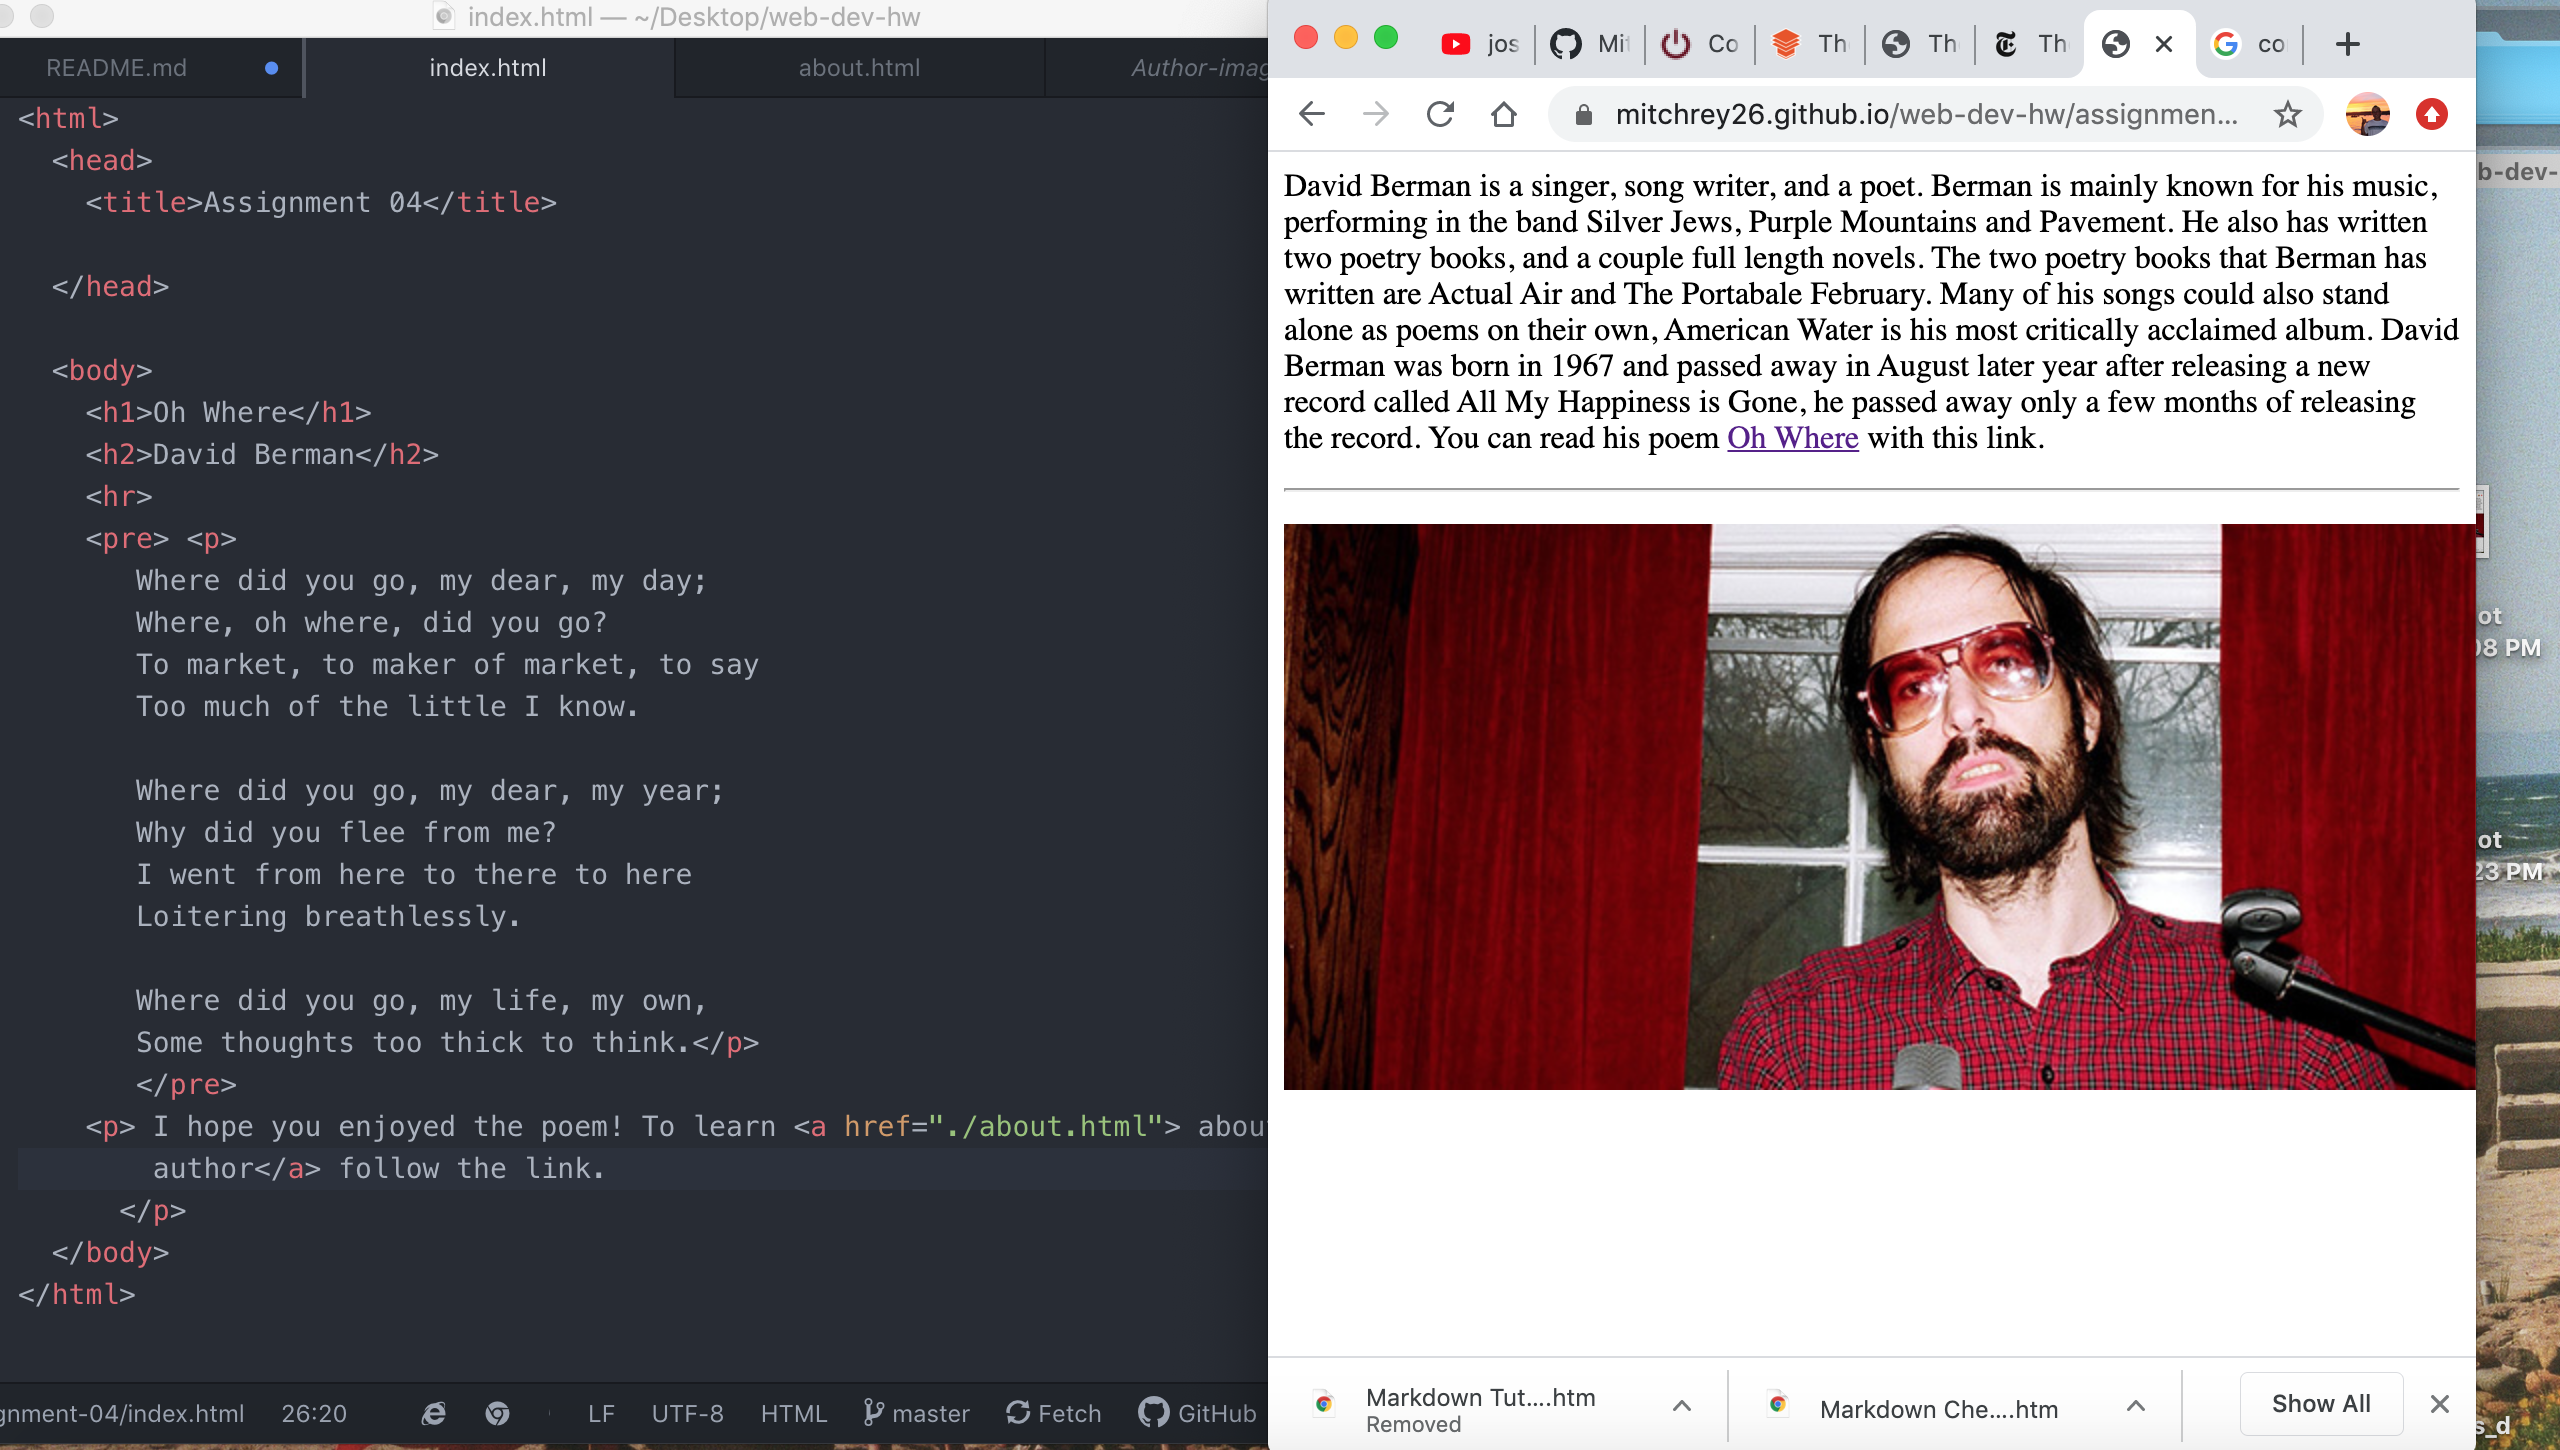 index.html — ~/Desktop/web-dev-hw
README.md
index.html
about.html
Author-imag
<html>
<head>
<title>Assignment 04</title>
</head>
<body>
<h1>Oh Where</h1>
<h2>David Berman</h2>
<hr>
<pre> <p>
Where did you go, my dear, my day;
Where, oh where, did you go?
To market, to maker of market, to say
Too much of the little I know.
Where did you go, my dear, my year;
Why did you flee from me?
I went from here to there to here
Loitering breathlessly.
Where did you go, my life, my own,
Some thoughts too thick to think.</p>
</pre>
<p> I hope you enjoyed the poem! To learn <a href="./about.html"> abou
author</a> follow the link.
</p>
</body>
</html>
gnment-04/index.html 26:20 LF UTF-8 HTML master Fetch GitHub
jos Mi Co Th Th Th co
mitchrey26.github.io/web-dev-hw/assignmen...
David Berman is a singer, song writer, and a poet. Berman is mainly known for his music,
performing in the band Silver Jews, Purple Mountains and Pavement. He also has written
two poetry books, and a couple full length novels. The two poetry books that Berman has
written are Actual Air and The Portabale February. Many of his songs could also stand
alone as poems on their own, American Water is his most critically acclaimed album. David
Berman was born in 1967 and passed away in August later year after releasing a new
record called All My Happiness is Gone, he passed away only a few months of releasing
the record. You can read his poem Oh Where with this link.
Markdown Tut....htm
Removed
Markdown Che....htm
Show All
b-dev-
ot
08 PM
ot
23 PM
s_d